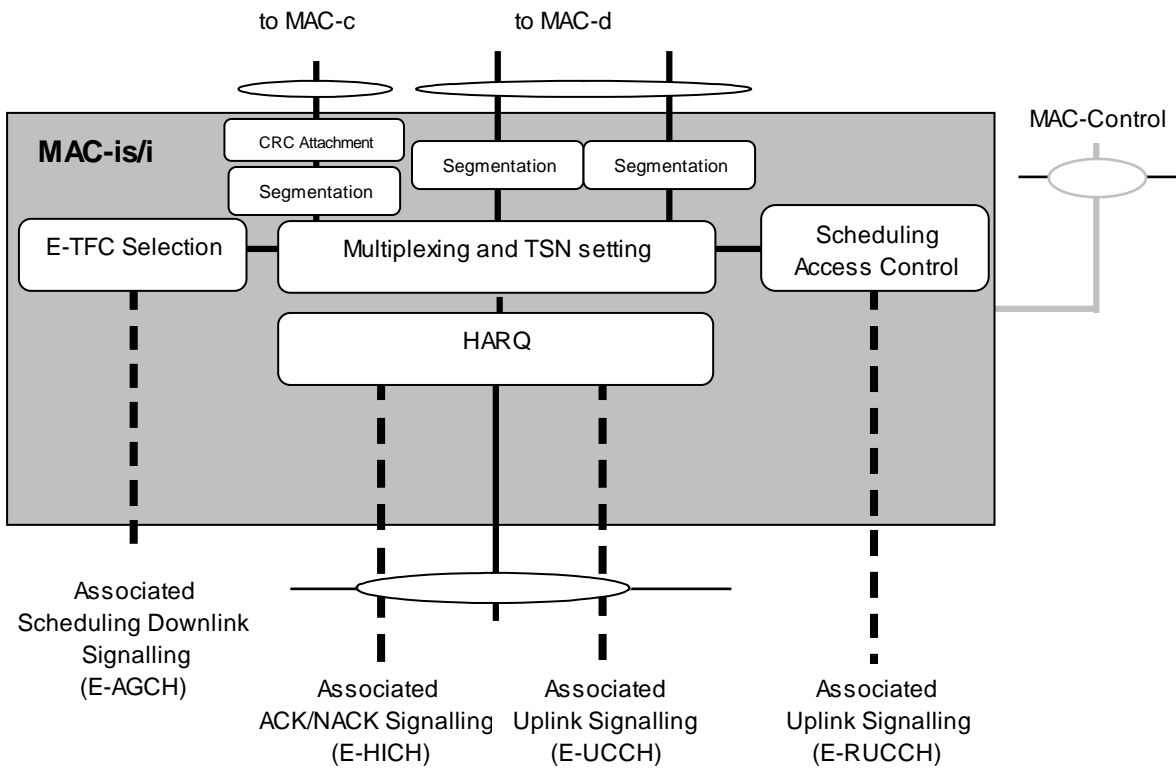 to MAC-c
to MAC-d
MAC-Control
MAC-is/i
CRC Attachment
Segmentation
Segmentation
Segmentation
E-TFC Selection
Multiplexing and TSN setting
Scheduling
Access Control
HARQ
Associated
Scheduling Downlink
Signalling
(E-AGCH)
Associated
ACK/NACK Signalling
(E-HICH)
Associated
Uplink Signalling
(E-UCCH)
Associated
Uplink Signalling
(E-RUCCH)